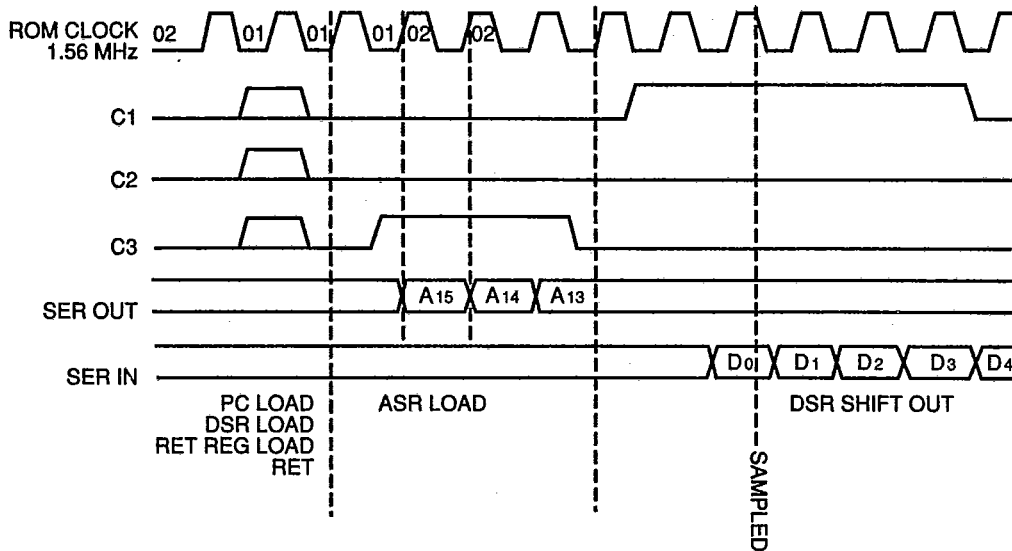 ROM CLOCK 02 01 01 01 02 02
1.56 MHz
C1
C2
C3
SER OUT A15 A14 A13
SER IN D0 D1 D2 D3 D4
PC LOAD ASR LOAD DSR SHIFT OUT
DSR LOAD
RET REG LOAD
RET
SAMPLED